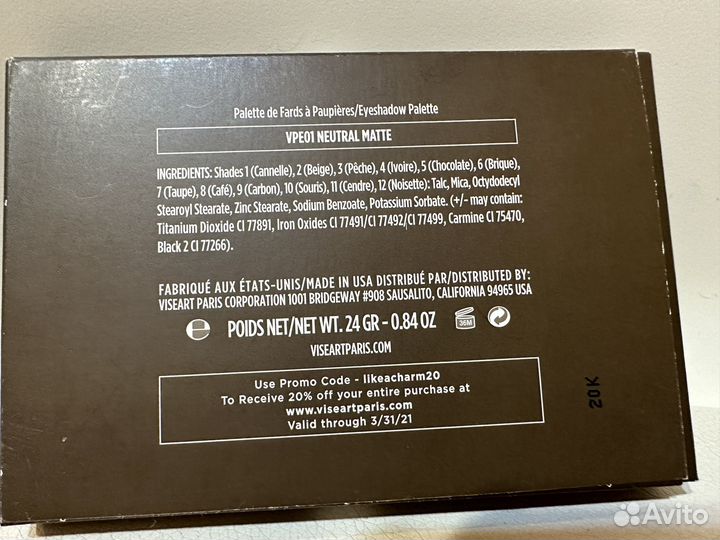 Palette de Fards à Paupières/Eyeshadow Palette
VPE01 NEUTRAL MATTE
INGREDIENTS: Shades 1 (Cannelle), 2 (Beige), 3 (Pêche), 4 (Ivoire), 5 (Chocolate), 6 (Brique),
7 (Taupe), 8 (Café), 9 (Carbon), 10 (Souris), 11 (Cendre), 12 (Noisette): Talc, Mica, Octydodecyl
Stearoyl Stearate, Zinc Stearate, Sodium Benzoate, Potassium Sorbate. (+/- may contain:
Titanium Dioxide CI 77891, Iron Oxides CI 77491/CI 77492/CI 77499, Carmine CI 75470,
Black 2 CI 77266).
FABRIQUÉ AUX ÉTATS-UNIS/MADE IN USA DISTRIBUÉ PAR/DISTRIBUTED BY:
VISEART PARIS CORPORATION 1001 BRIDGEWAY #908 SAUSALITO, CALIFORNIA 94965 USA
POIDS NET/NET WT. 24 GR - 0.84 OZ 36M
VISEARTPARIS.COM
Use Promo Code - likeacharm20
To Receive 20% off your entire purchase at
www.viseartparis.com
Valid through 3/31/21
20K
Avito